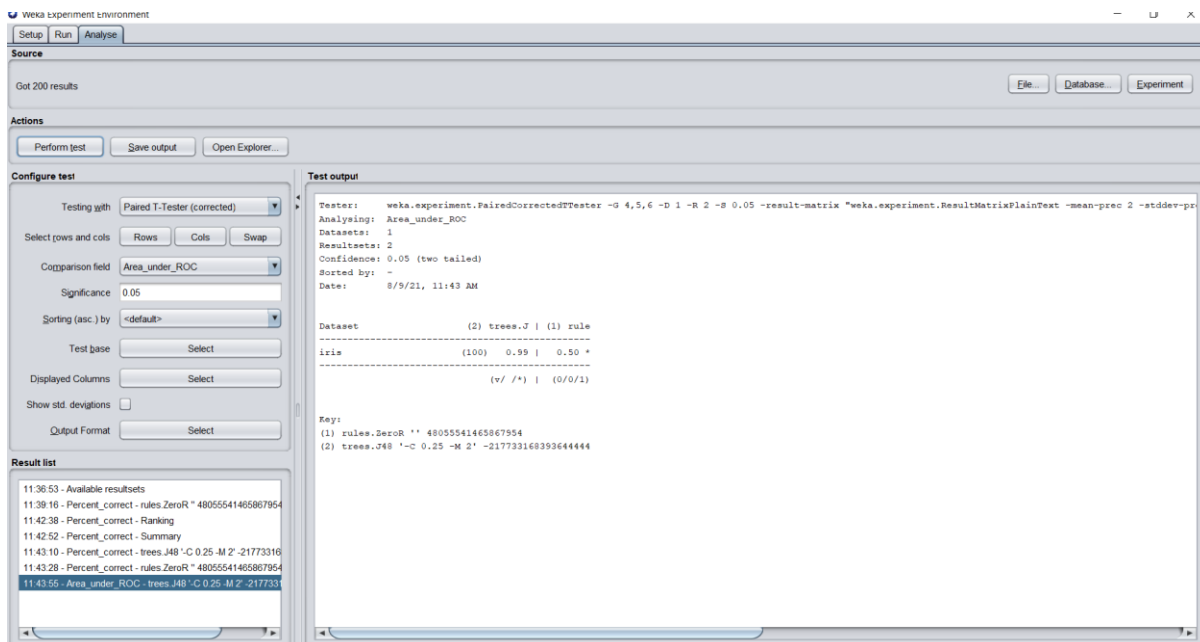 Weka Experiment Environment
Setup Run Analyse
Source
Got 200 results
File... Database... Experiment
Actions
Perform test Save output Open Explorer...
Configure test
Testing with Paired T-Tester (corrected)
Select rows and cols Rows Cols Swap
Comparison field Area_under_ROC
Significance 0.05
Sorting (asc.) by <default>
Test base Select
Displayed Columns Select
Show std. deviations
Output Format Select
Result list
11:36:53 - Available resultsets
11:39:16 - Percent_correct - rules.ZeroR '' 48055541465867954
11:42:38 - Percent_correct - Ranking
11:42:52 - Percent_correct - Summary
11:43:10 - Percent_correct - trees.J48 '-C 0.25 -M 2' -21773316
11:43:28 - Percent_correct - rules.ZeroR '' 48055541465867954
11:43:55 - Area_under_ROC - trees.J48 '-C 0.25 -M 2' -2177331
Test output
Tester: weka.experiment.PairedCorrectedTTester -G 4,5,6 -D 1 -R 2 -S 0.05 -result-matrix "weka.experiment.ResultMatrixPlainText -mean-prec 2 -stddev-pr
Analysing: Area_under_ROC
Datasets: 1
Resultsets: 2
Confidence: 0.05 (two tailed)
Sorted by: -
Date: 8/9/21, 11:43 AM
Dataset (2) trees.J | (1) rule
--------------------------------------------------
iris (100) 0.99 | 0.50 *
--------------------------------------------------
(v/ /*) | (0/0/1)
Key:
(1) rules.ZeroR '' 48055541465867954
(2) trees.J48 '-C 0.25 -M 2' -217733168393644444